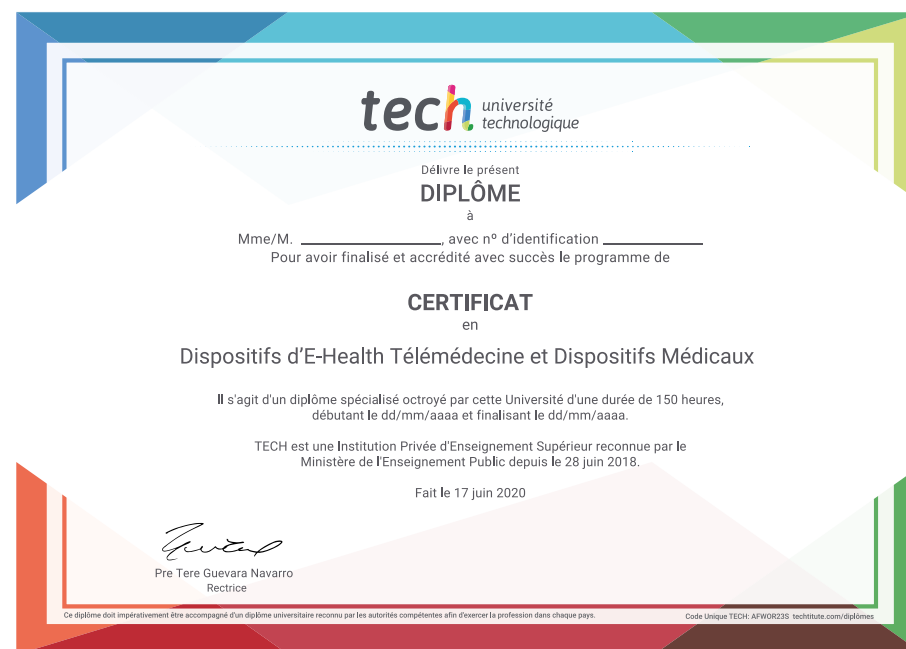 tech université
technologique
Délivre le présent
DIPLÔME
à
Mme/M. ____________________, avec nº d'identification ______________
Pour avoir finalisé et accrédité avec succès le programme de
CERTIFICAT
en
Dispositifs d'E-Health Télémédecine et Dispositifs Médicaux
Il s'agit d'un diplôme spécialisé octroyé par cette Université d'une durée de 150 heures,
débutant le dd/mm/aaaa et finalisant le dd/mm/aaaa.
TECH est une Institution Privée d'Enseignement Supérieur reconnue par le
Ministère de l'Enseignement Public depuis le 28 juin 2018.
Fait le 17 juin 2020
Pre Tere Guevara Navarro
Rectrice
Ce diplôme doit impérativement être accompagné d'un diplôme universitaire reconnu par les autorités compétentes afin d'exercer la profession dans chaque pays.
Code Unique TECH: AFWOR23S techtitute.com/diplômes